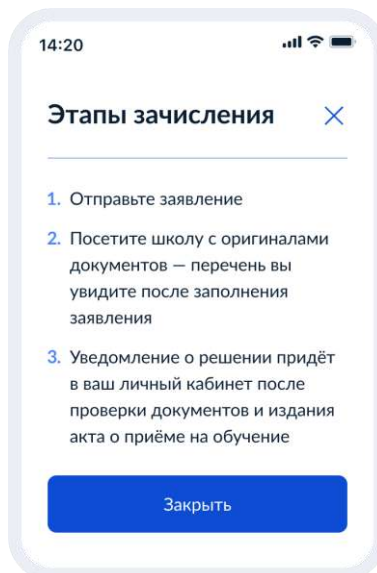 14:20
Этапы зачисления
1. Отправьте заявление
2. Посетите школу с оригиналами
документов — перечень вы
увидите после заполнения
заявления
3. Уведомление о решении придёт
в ваш личный кабинет после
проверки документов и издания
акта о приёме на обучение
Закрыть